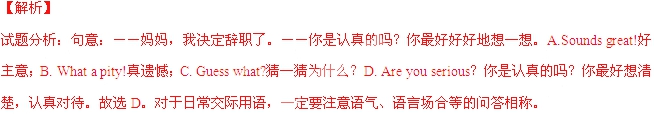 【解析】
试题分析：句意：——妈妈，我决定辞职了。——你是认真的吗？你最好好好地想一想。A.Sounds great!好
主意；B. What a pity!真遗憾；C. Guess what?猜一猜为什么？D. Are you serious？你是认真的吗？你最好想清
楚，认真对待。故选 D。对于日常交际用语，一定要注意语气、语言场合等的问答相称。